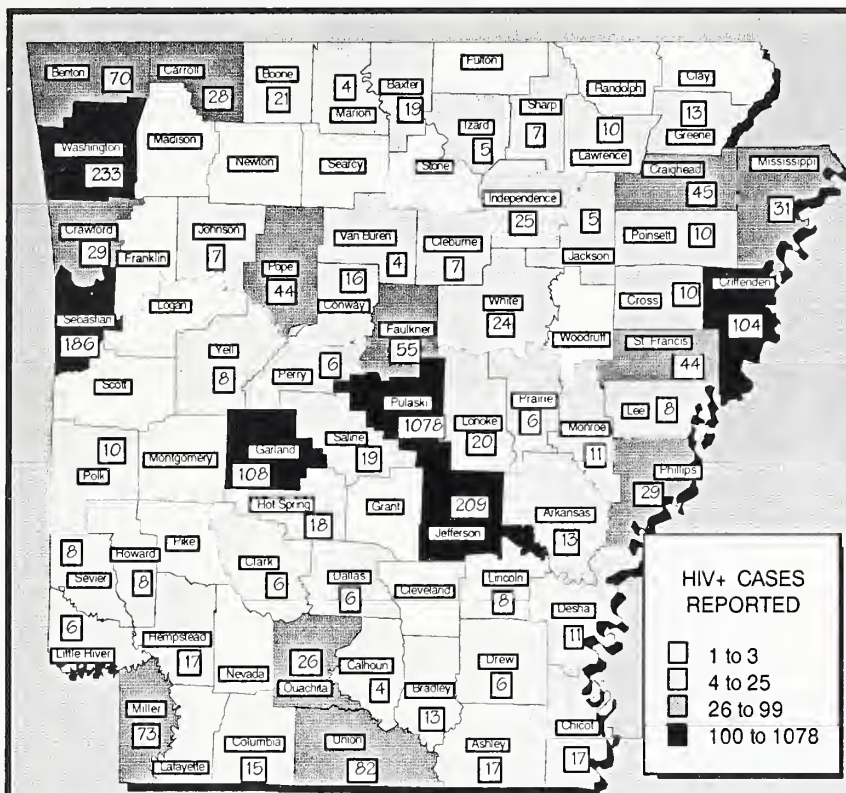 Benton 70
Carroll 28
Boone 21
4 Marion
Baxter 19
Fulton
Randolph
Clay
Sharp 7
Izard 5
10 Lawrence
13 Greene
Washington 233
Madison
Newton
Searcy
Stone
Independence 25
5 Jackson
Craighead 45
Mississippi 31
Crawford 29
Franklin
Johnson 7
Pope 44
Van Buren 4
Cleburne 7
Poinsett 10
16 Conway
White 24
Woodruff
Cross 10
Crittenden 104
Sebastian 186
Logan
Faulkner 55
St Francis 44
Scott
Yell 8
Perry 6
Pulaski 1078
Lonoke 20
Prairie 6
Monroe 11
Lee 8
10 Polk
Montgomery
Garland 108
Saline 19
Phillips 29
Hot Spring 18
Grant
209 Jefferson
Arkansas 13
8 Sevier
Howard 8
Pike
Clark 6
Dallas 6
Cleveland
Lincoln 8
Desha 11
6 Little River
Hempstead 17
Nevada
26 Ouachita
Calhoun 4
Bradley 13
Drew 6
Miller 73
Lafayette
Columbia 15
Union 82
Ashley 17
Chicot 17
HIV+ CASES
REPORTED
1 to 3
4 to 25
26 to 99
100 to 1078